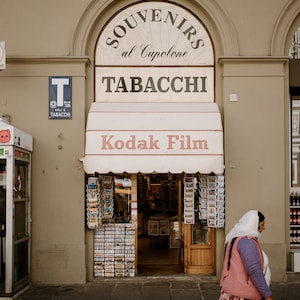 SOUVENIRS
al Cupolone
TABACCHI
Kodak Film
T
SALI E
TABACCHI